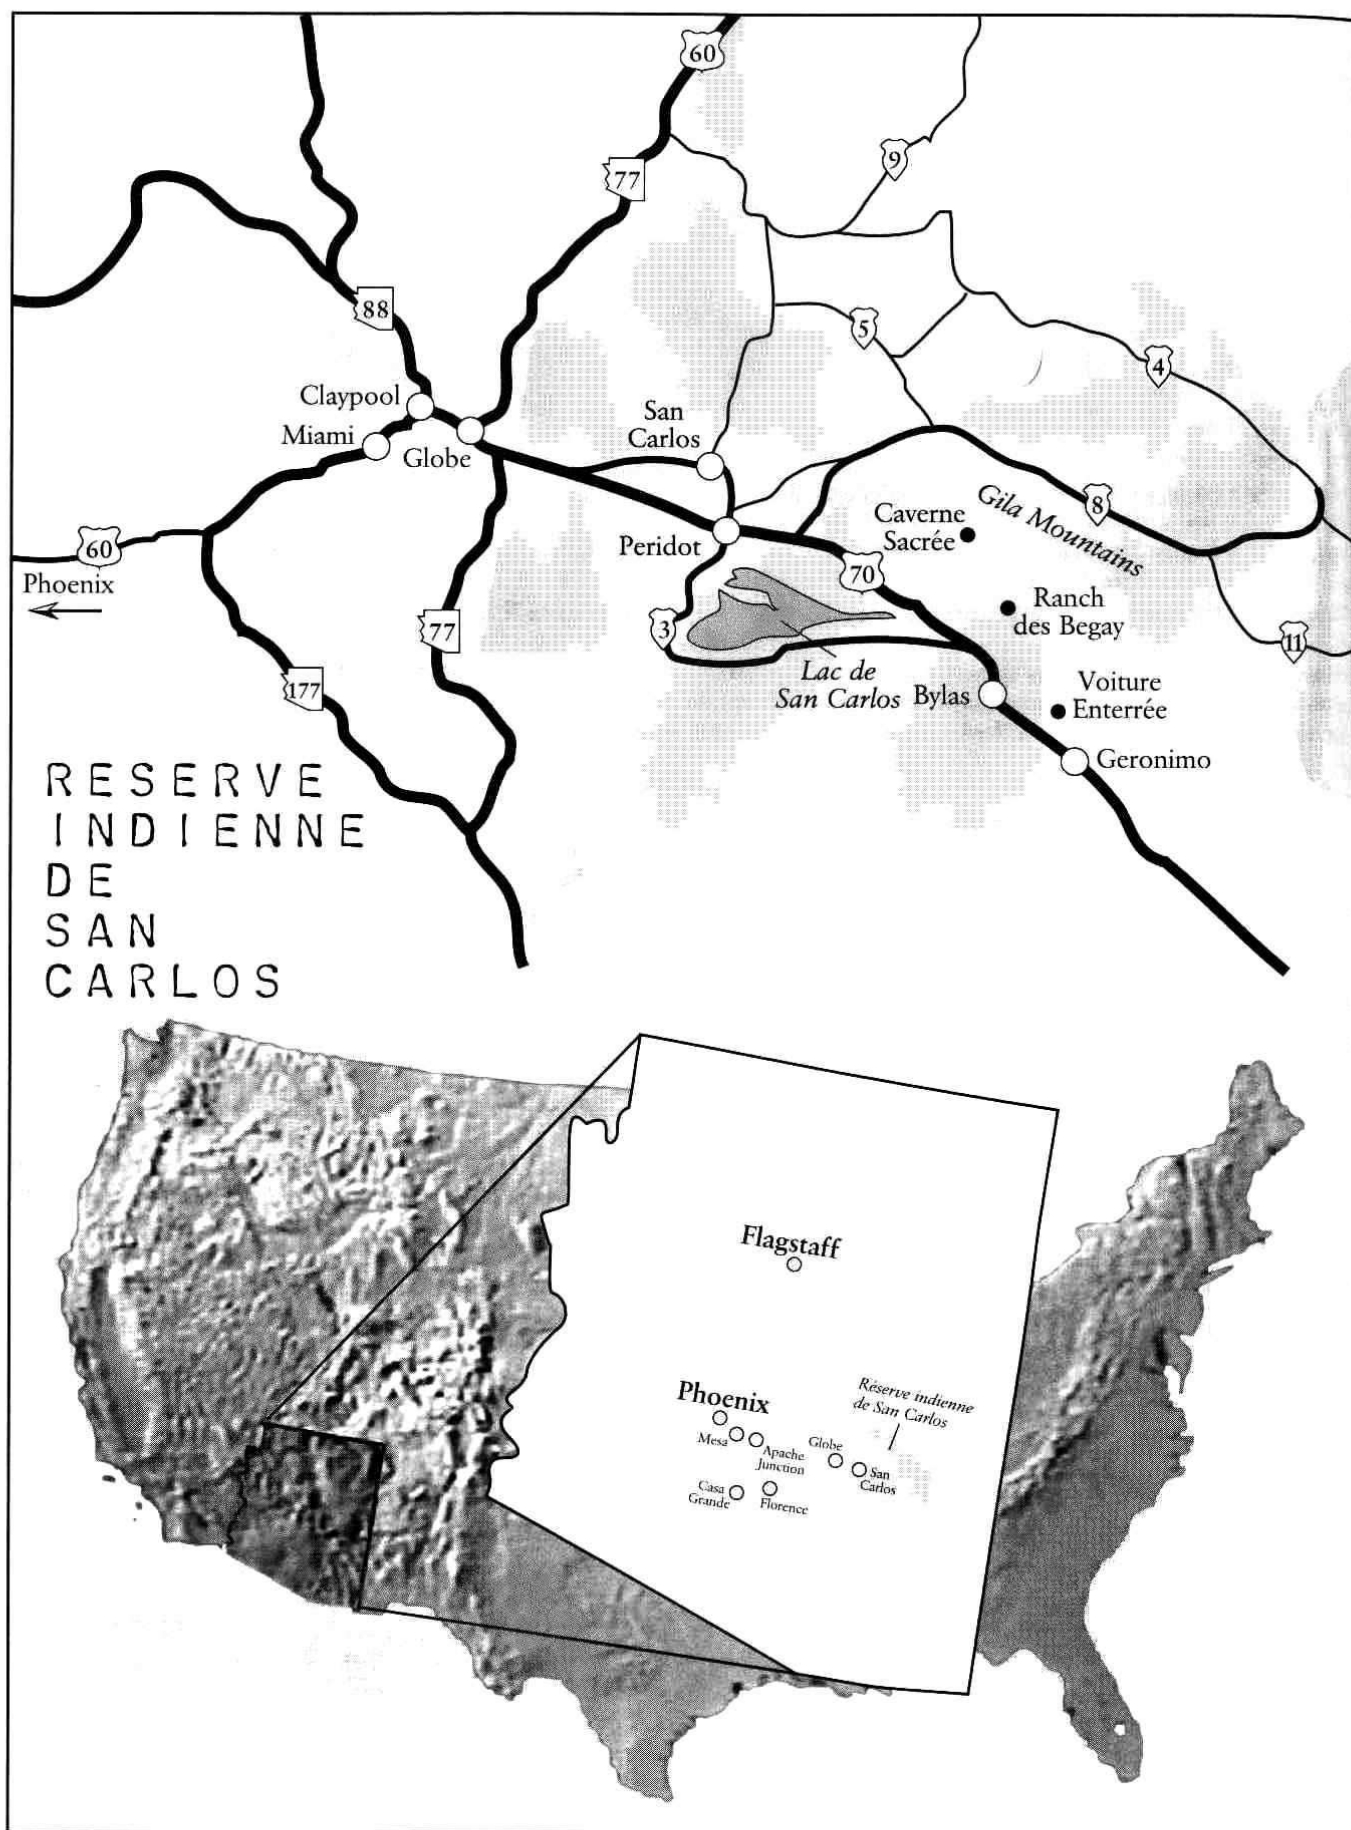 60
9
77
88
5
4
Claypool
Miami
Globe
San
Carlos
60
Phoenix
Peridot
Caverne
Sacrée
Gila Mountains
8
70
Ranch
des Begay
3
77
11
177
Lac de
San Carlos
Bylas
Voiture
Enterrée
Geronimo
RESERVE
INDIENNE
DE
SAN
CARLOS
Flagstaff
Phoenix
Réserve indienne
de San Carlos
Mesa
Apache
Junction
Globe
San
Carlos
Casa
Grande
Florence